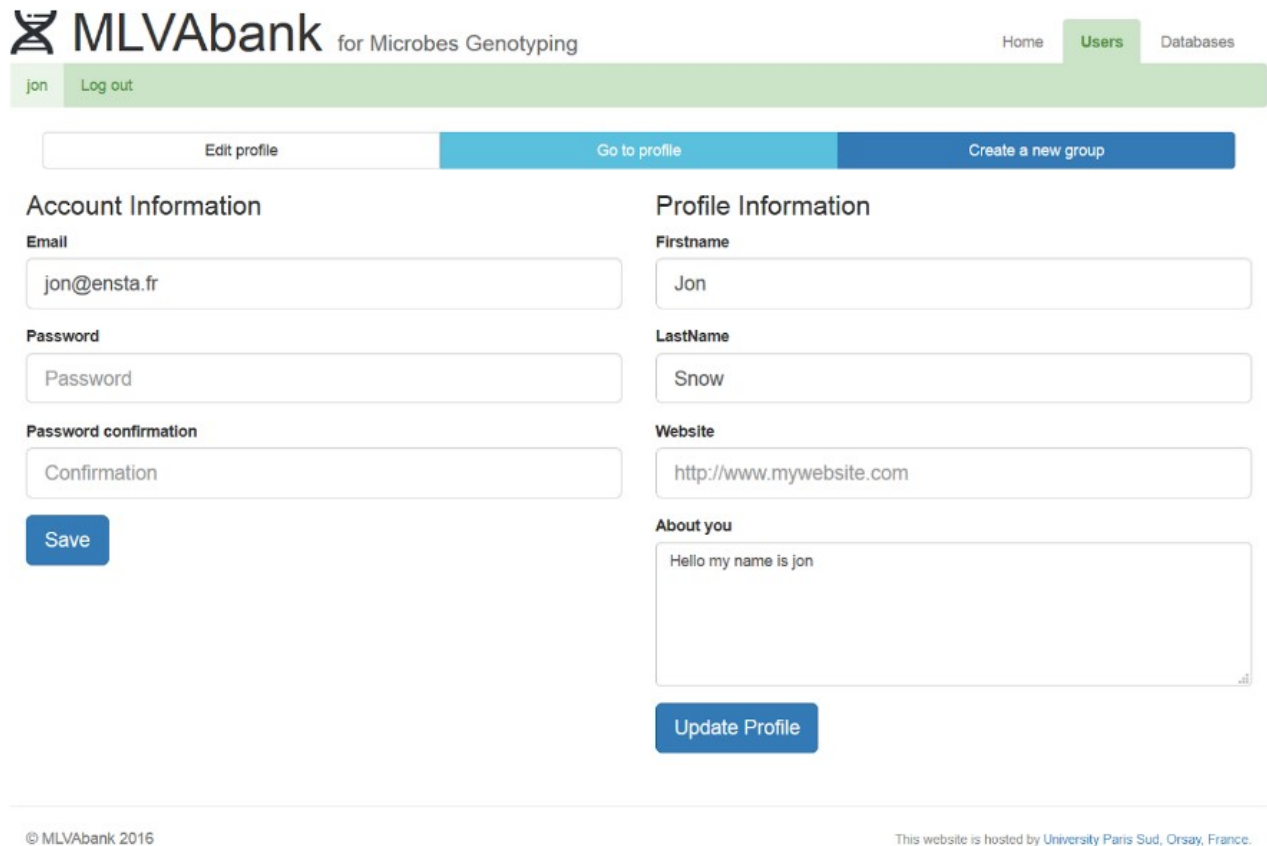 MLVAbank for Microbes Genotyping
Home Users Databases
jon Log out
Edit profile Go to profile Create a new group
Account Information
Email
jon@ensta.fr
Password
Password
Password confirmation
Confirmation
Save
Profile Information
Firstname
Jon
LastName
Snow
Website
http://www.mywebsite.com
About you
Hello my name is jon
Update Profile
© MLVAbank 2016
This website is hosted by University Paris Sud, Orsay, France.